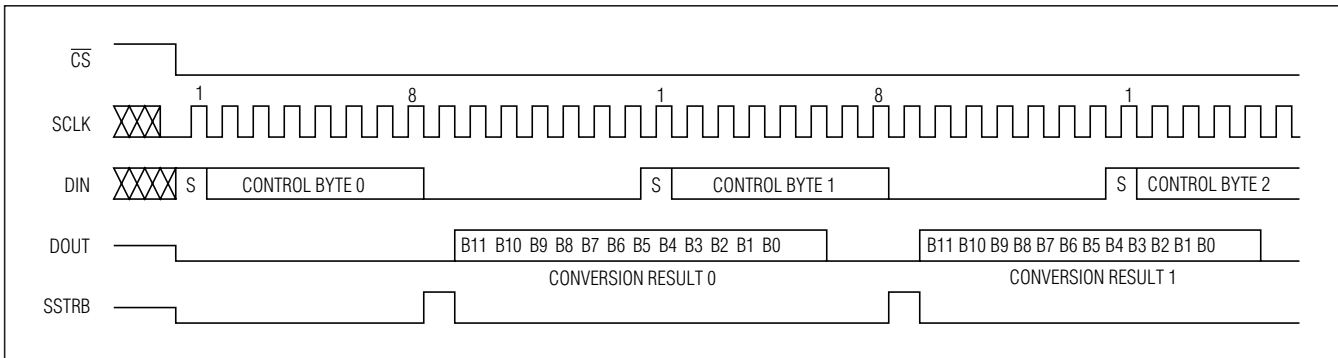 CS
1 8 1 8 1
SCLK
DIN S CONTROL BYTE 0 S CONTROL BYTE 1 S CONTROL BYTE 2
DOUT B11 B10 B9 B8 B7 B6 B5 B4 B3 B2 B1 B0 B11 B10 B9 B8 B7 B6 B5 B4 B3 B2 B1 B0
CONVERSION RESULT 0 CONVERSION RESULT 1
SSTRB